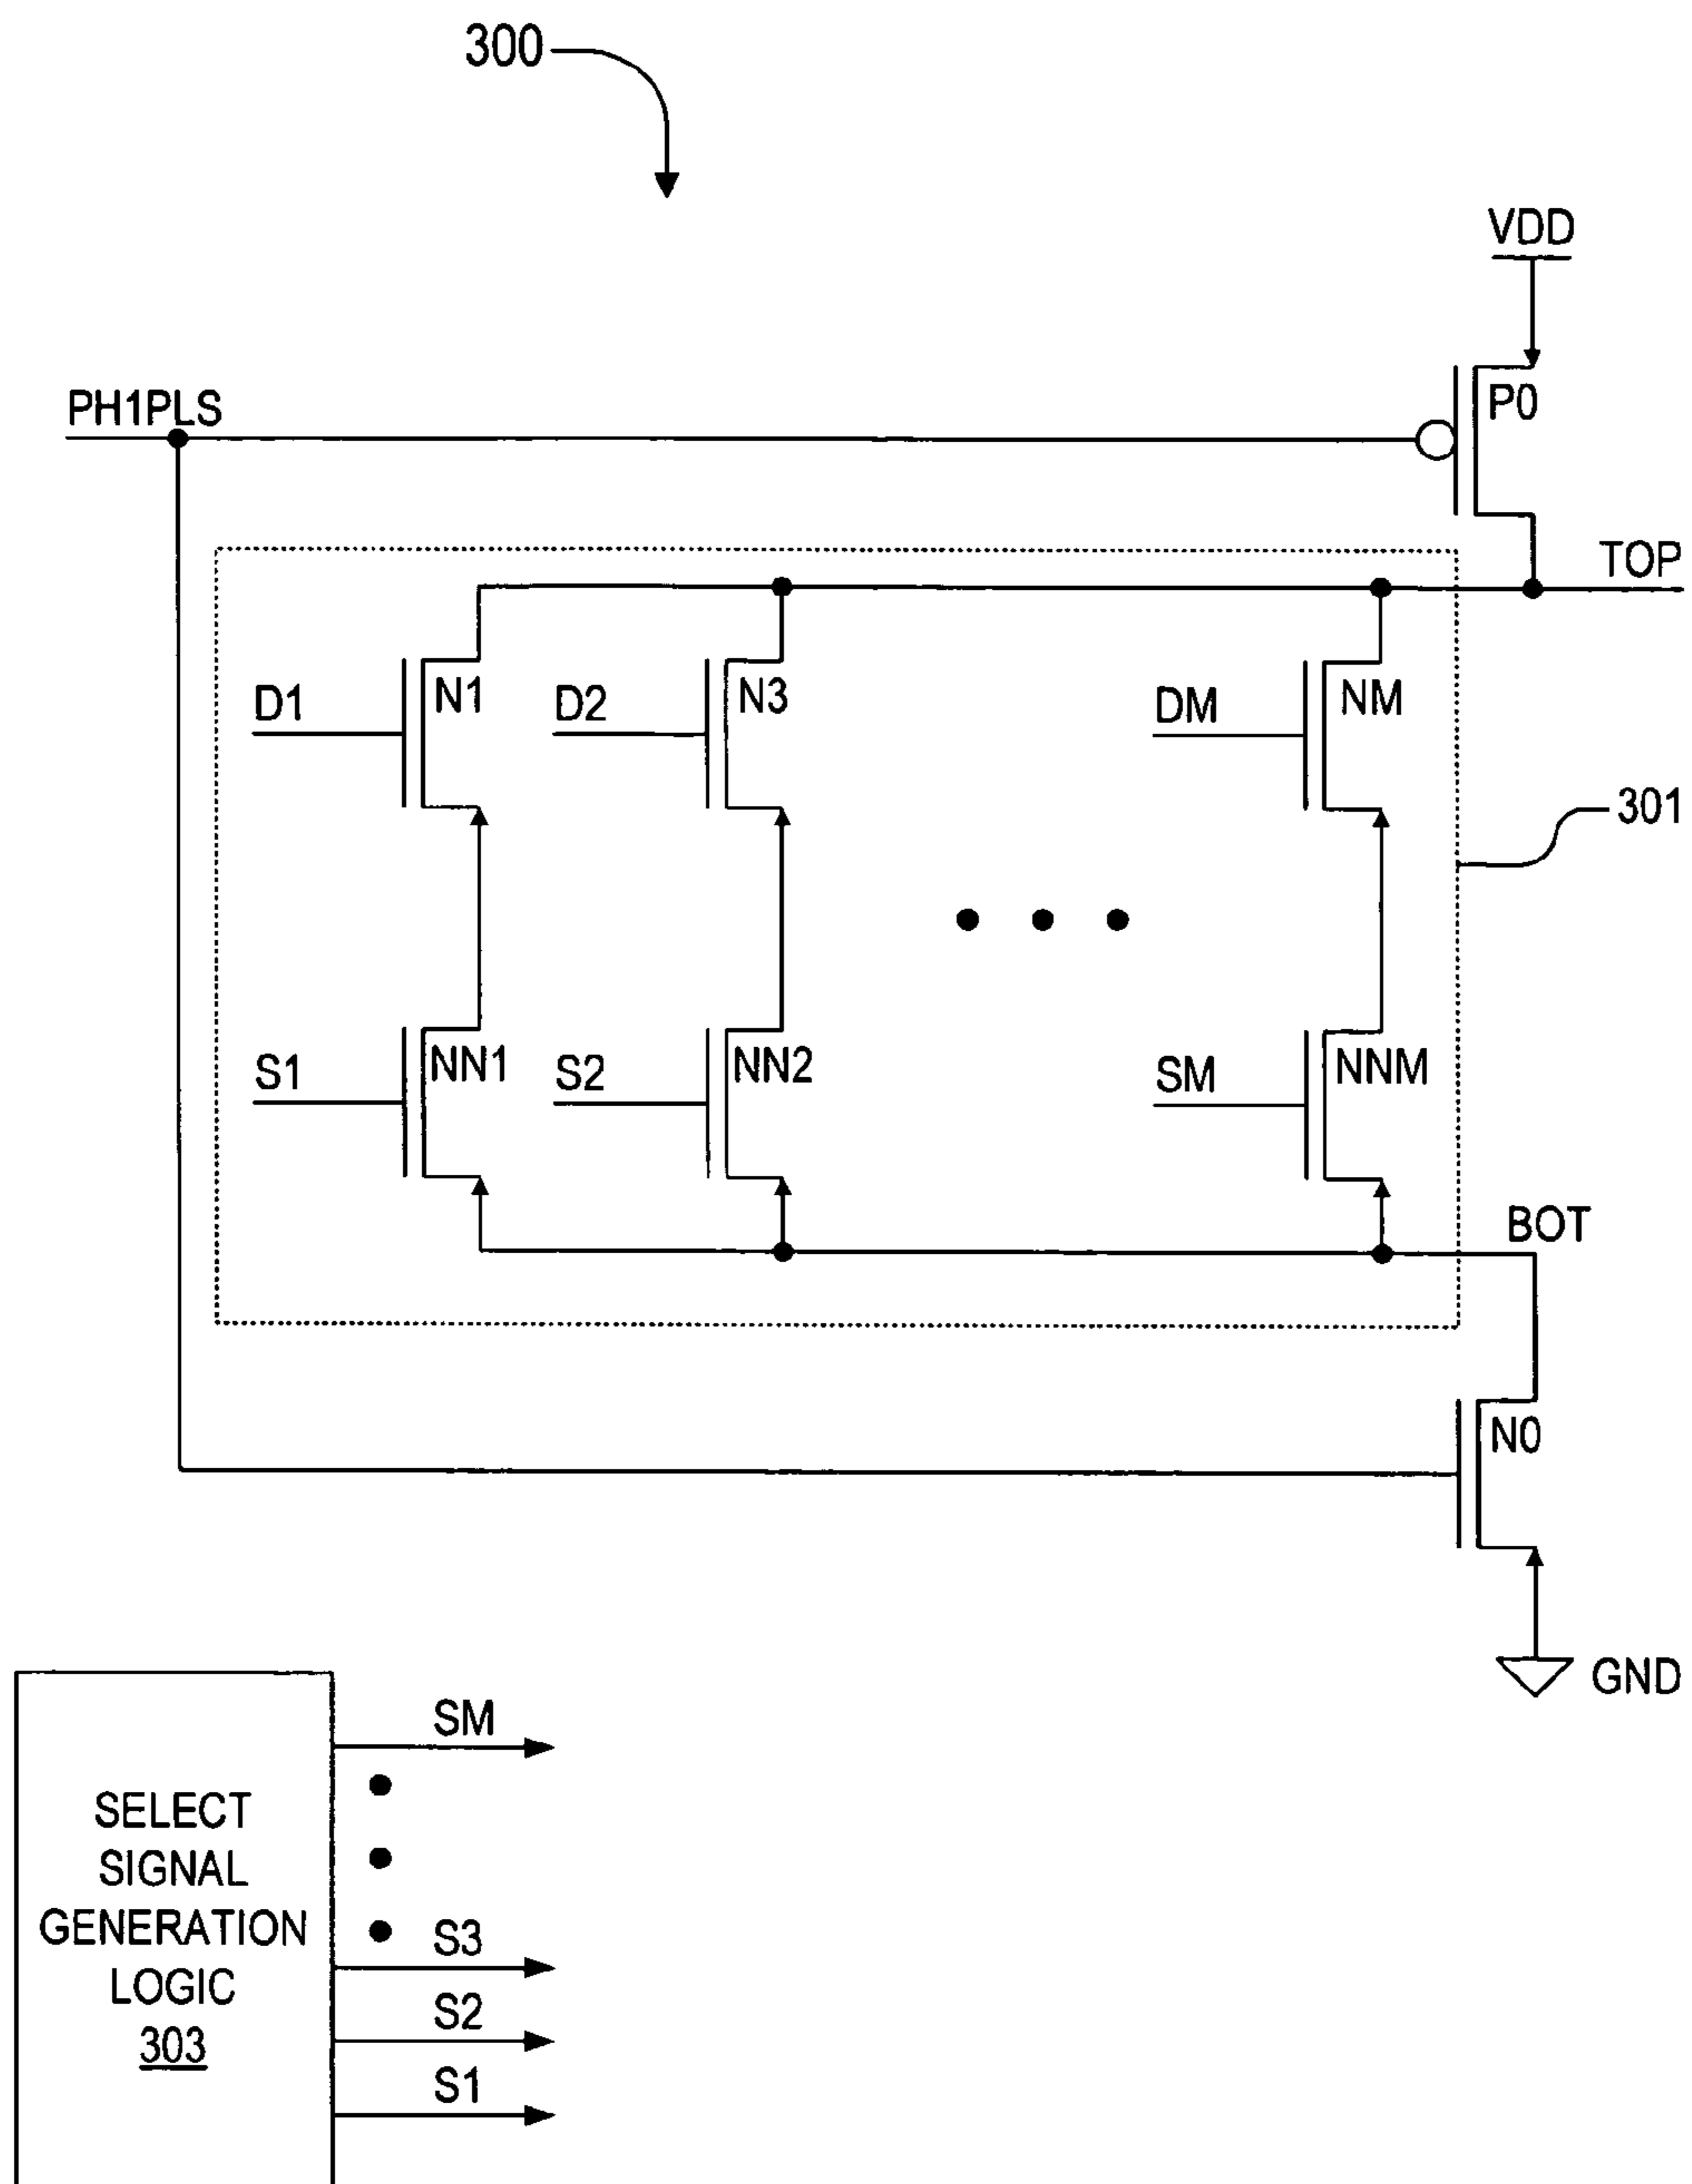 300
VDD
PH1PLS
P0
TOP
D1
N1
D2
N3
DM
NM
301
S1
NN1
S2
NN2
SM
NNM
BOT
N0
GND
SELECT
SIGNAL
GENERATION
LOGIC
303
SM
S3
S2
S1